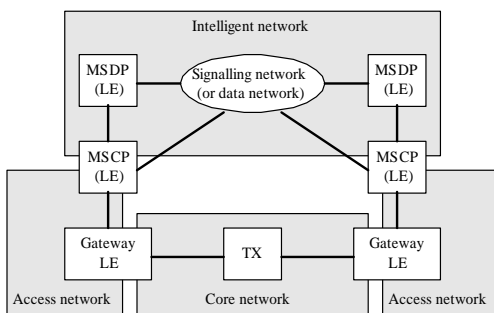 Intelligent network
MSDP
(LE)
Signalling network
(or data network)
MSDP
(LE)
MSCP
(LE)
MSCP
(LE)
Gateway
LE
TX
Gateway
LE
Access network
Core network
Access network